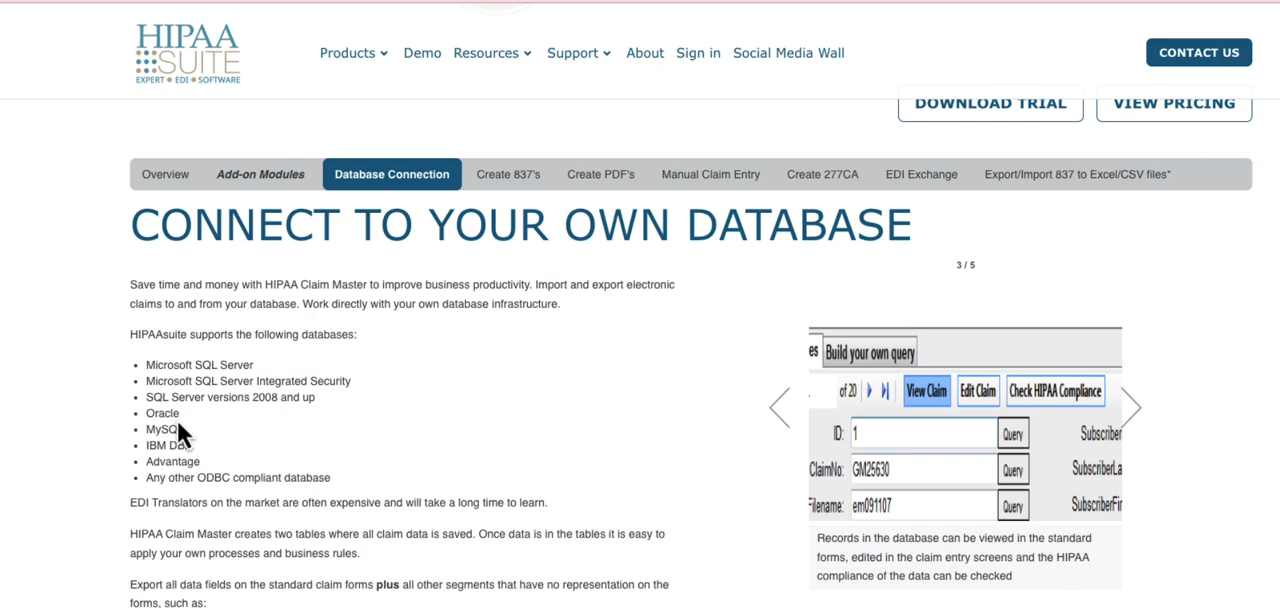 HIPAA
SUITE
EXPERT EDI SOFTWARE
Products Demo Resources Support About Sign in Social Media Wall
CONTACT US
DOWNLOAD TRIAL VIEW PRICING
Overview Add-on Modules Database Connection Create 837's Create PDF's Manual Claim Entry Create 277CA EDI Exchange Export/Import 837 to Excel/CSV files*
CONNECT TO YOUR OWN DATABASE
3 / 5
Save time and money with HIPAA Claim Master to improve business productivity. Import and export electronic
claims to and from your database. Work directly with your own database infrastructure.
HIPAAsuite supports the following databases:
• Microsoft SQL Server
• Microsoft SQL Server Integrated Security
• SQL Server versions 2008 and up
• Oracle
• MySQ
• IBM D
• Advantage
• Any other ODBC compliant database
EDI Translators on the market are often expensive and will take a long time to learn.
HIPAA Claim Master creates two tables where all claim data is saved. Once data is in the tables it is easy to
apply your own processes and business rules.
Export all data fields on the standard claim forms plus all other segments that have no representation on the
forms, such as:
es Build your own query
of 20 View Claim Edit Claim Check HIPAA Compliance
ID: 1 Query Subscriber
ClaimNo: GM25630 Query SubscriberLa
Filename: em091107 Query SubscriberFir
Records in the database can be viewed in the standard
forms, edited in the claim entry screens and the HIPAA
compliance of the data can be checked